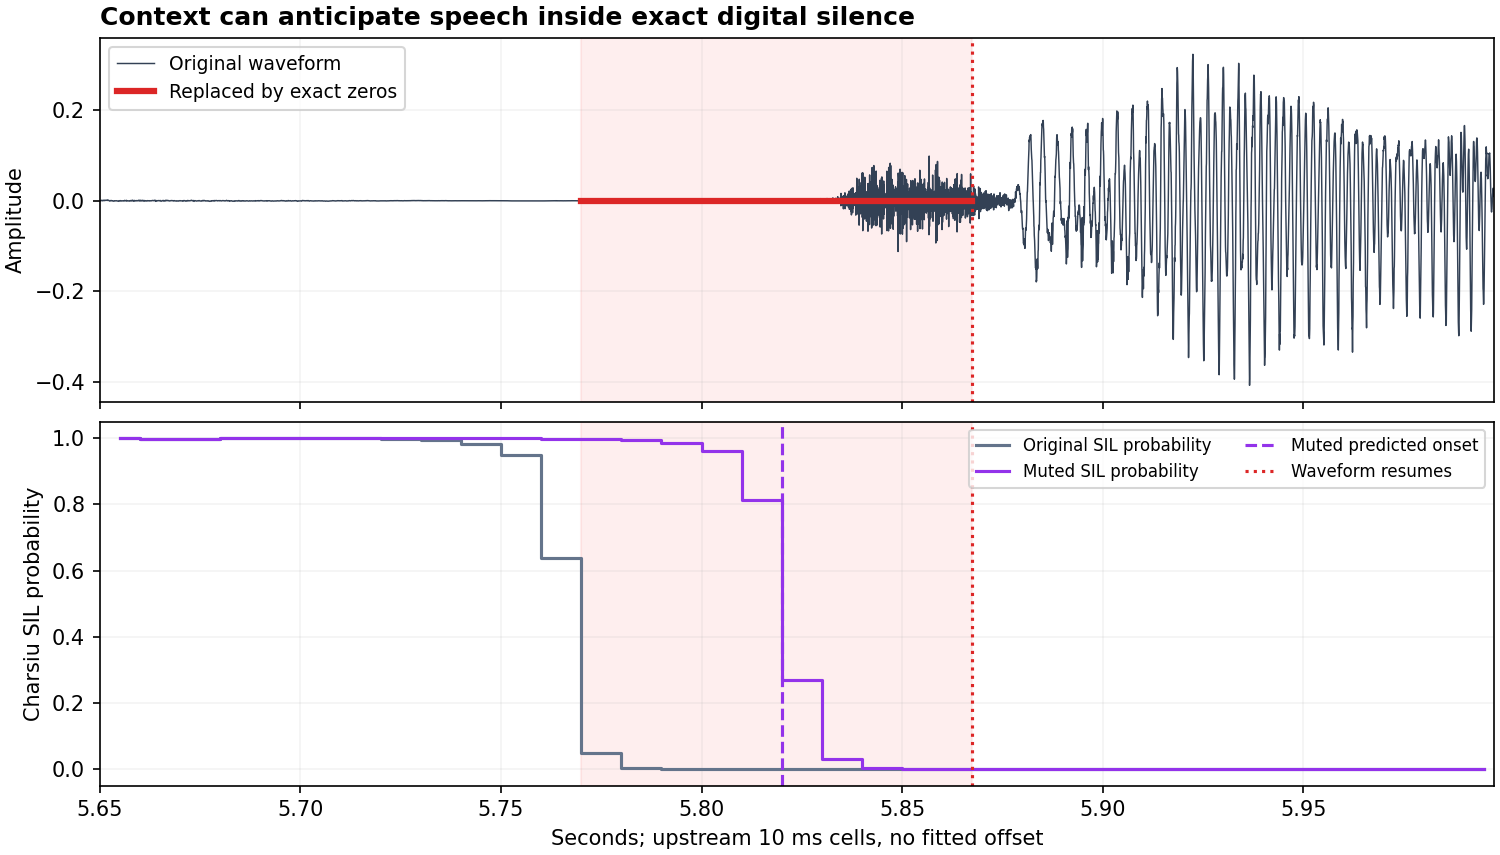 Context can anticipate speech inside exact digital silence
Original waveform
Replaced by exact zeros
Amplitude
0.2
0.0
−0.2
−0.4
Original SIL probability
Muted SIL probability
Muted predicted onset
Waveform resumes
Charsiu SIL probability
1.0
0.8
0.6
0.4
0.2
0.0
5.65
5.70
5.75
5.80
5.85
5.90
5.95
Seconds; upstream 10 ms cells, no fitted offset